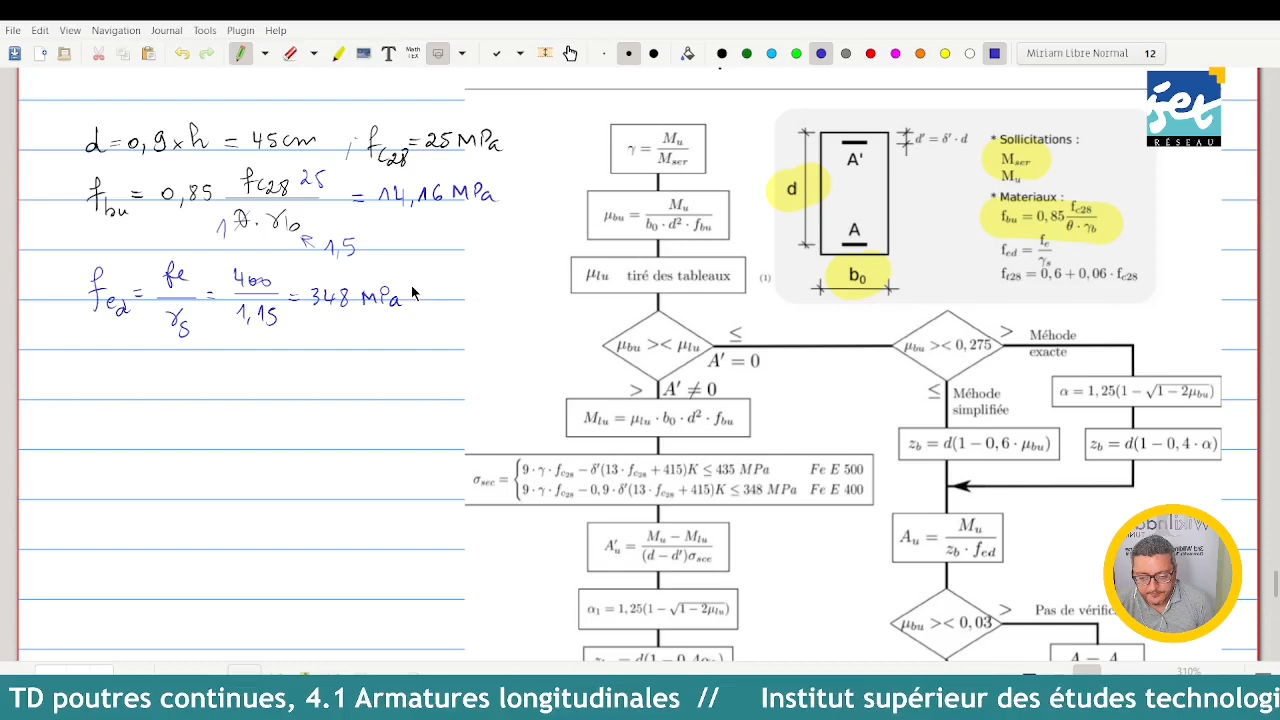 File Edit View Navigation Journal Tools Plugin Help
Miriam Libre Normal 12
d = 0,9 x h = 45 cm ; fc28 = 25 MPa
fbu = 0,85 fc28 25 / 1 θ · γb = 14,16 MPa
1,5
fed = fe / γs = 400 / 1,15 = 348 MPa
γ = Mu / Mser
μbu = Mu / b0 · d² · fbu
μlu tiré des tableaux (1)
μbu >< μlu
≤
A' = 0
> A' ≠ 0
Mlu = μlu · b0 · d² · fbu
σsec = { 9 · γ · fc28 − δ'(13 · fc28 + 415)K ≤ 435 MPa Fe E 500
9 · γ · fc28 − 0,9 · δ'(13 · fc28 + 415)K ≤ 348 MPa Fe E 400
A'u = Mu − Mlu / (d − d')σsec
α1 = 1,25(1 − √1 − 2μlu)
d
A'
A
b0
d' = δ' · d
* Sollicitations :
Mser
Mu
* Materiaux :
fbu = 0,85 fc28 / θ · γb
fed = fe / γs
ft28 = 0,6 + 0,06 · fc28
iset
RÉSEAU
μbu >< 0,275
> Méhode
exacte
≤ Méhode
simplifiée
α = 1,25(1 − √1 − 2μbu)
zb = d(1 − 0,6 · μbu)
zb = d(1 − 0,4 · α)
Au = Mu / zb · fed
μbu >< 0,03
> Pas de vérific
310%
TD poutres continues, 4.1 Armatures longitudinales // Institut supérieur des études technologi